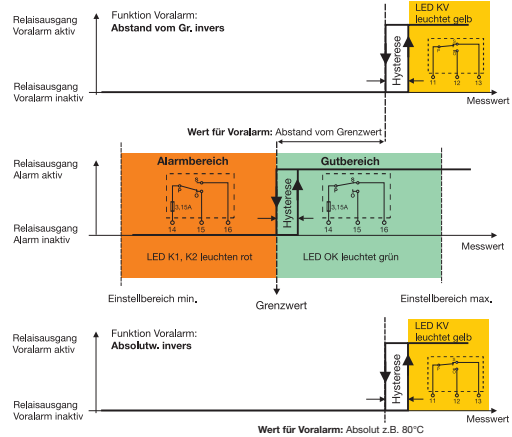 Relaisausgang
Voralarm aktiv
Funktion Voralarm:
Abstand vom Gr. invers
LED KV
leuchtet gelb
Hysterese
11 12 13
Relaisausgang
Voralarm inaktiv
Messwert
Wert für Voralarm: Abstand vom Grenzwert
Relaisausgang
Alarm aktiv
Alarmbereich
Gutbereich
3,15A
14 15 16
Hysterese
3,15A
14 15 16
Relaisausgang
Alarm inaktiv
Messwert
LED K1, K2 leuchten rot
LED OK leuchtet grün
Einstellbereich min.
Grenzwert
Einstellbereich max.
Relaisausgang
Voralarm aktiv
Funktion Voralarm:
Absolutw. invers
LED KV
leuchtet gelb
Hysterese
11 12 13
Relaisausgang
Voralarm inaktiv
Messwert
Wert für Voralarm: Absolut z.B. 80°C